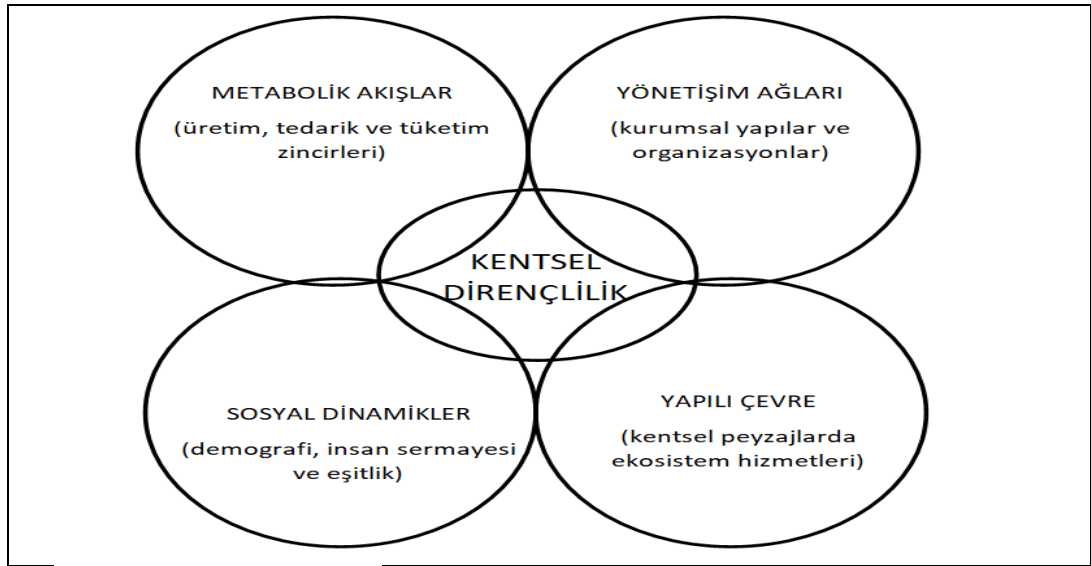 METABOLİK AKIŞLAR
(üretim, tedarik ve tüketim
zincirleri)
YÖNETİŞİM AĞLARI
(kurumsal yapılar ve
organizasyonlar)
KENTSEL
DİRENÇLİLİK
SOSYAL DİNAMİKLER
(demografi, insan sermayesi
ve eşitlik)
YAPILI ÇEVRE
(kentsel peyzajlarda
ekosistem hizmetleri)